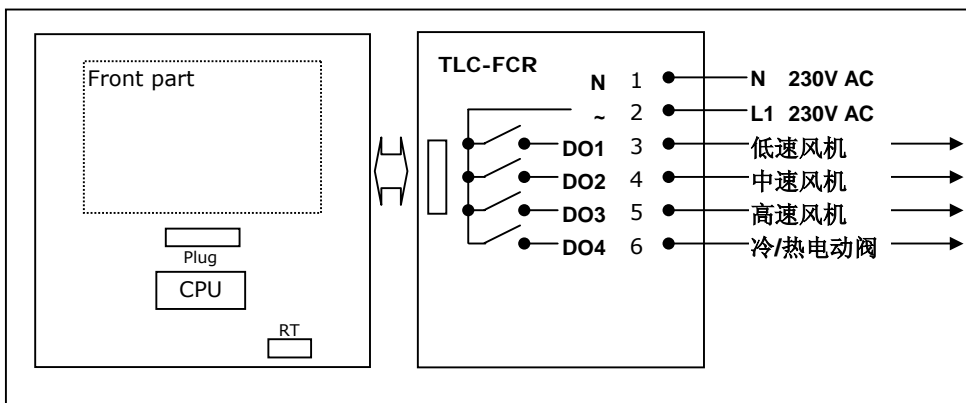 Front part
Plug
CPU
RT
TLC-FCR
N 1 N 230V AC
~ 2 L1 230V AC
DO1 3 低速风机
DO2 4 中速风机
DO3 5 高速风机
DO4 6 冷/热电动阀